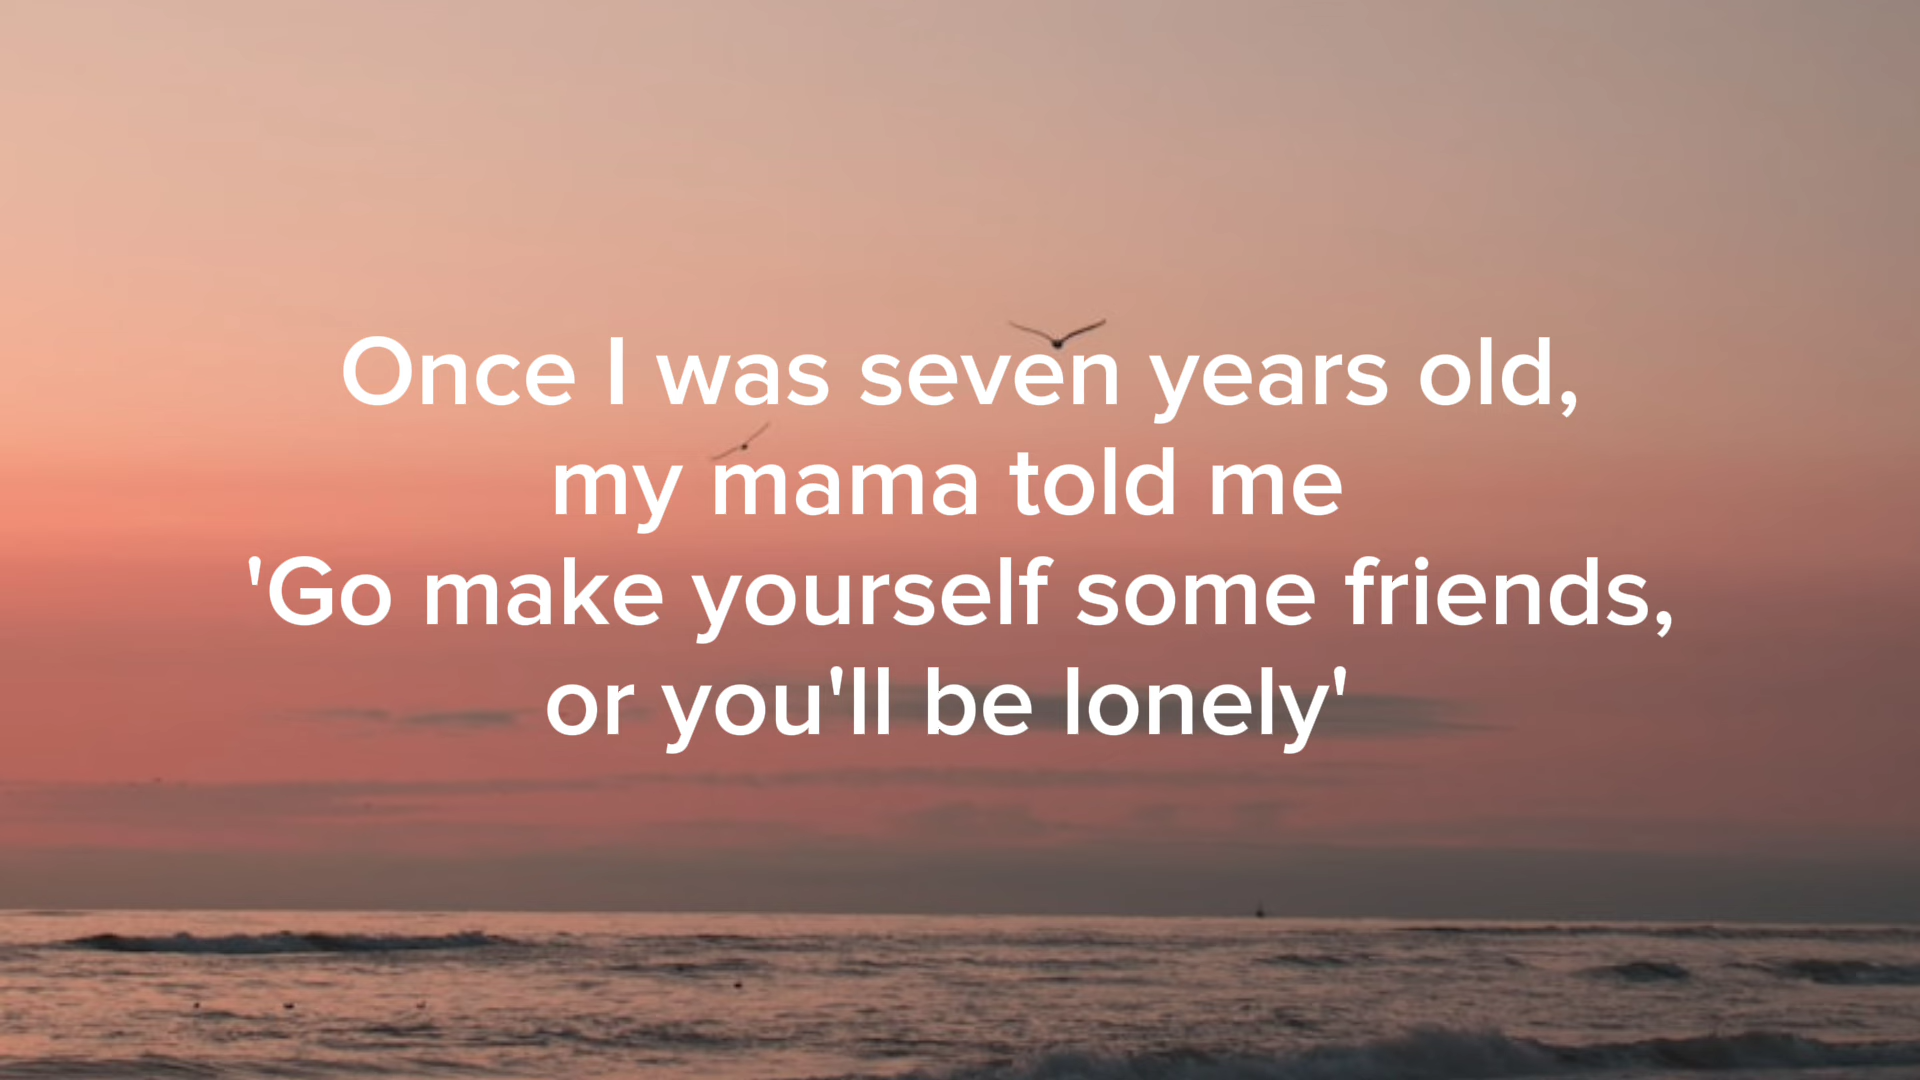 Once I was seven years old,
my mama told me
'Go make yourself some friends,
or you'll be lonely'